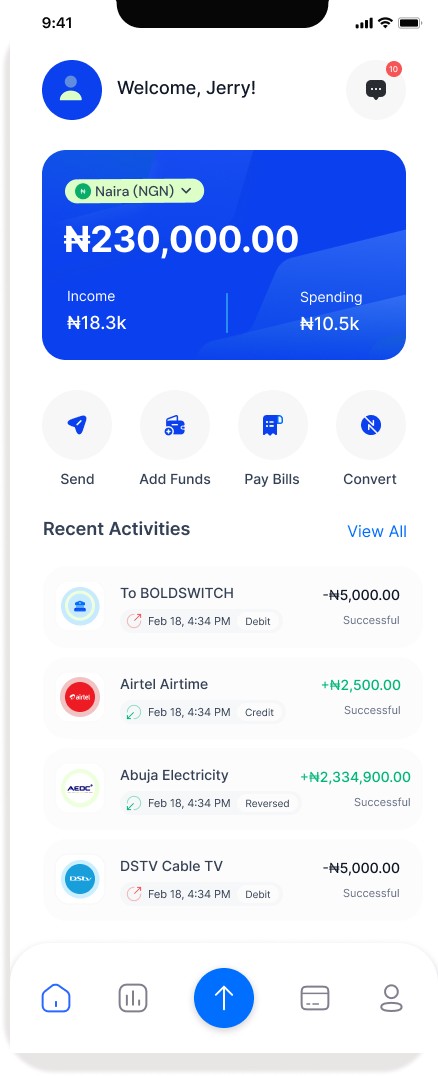 9:41
Welcome, Jerry!
10
N
Naira (NGN)
₦230,000.00
Income
Spending
₦18.3k
₦10.5k
Send
Add Funds
Pay Bills
Convert
Recent Activities
View All
To BOLDSWITCH
-₦5,000.00
Feb 18, 4:34 PM
Debit
Successful
airtel
Airtel Airtime
+₦2,500.00
Feb 18, 4:34 PM
Credit
Successful
AEDC
Abuja Electricity
+₦2,334,900.00
Feb 18, 4:34 PM
Reversed
Successful
DStv
DSTV Cable TV
-₦5,000.00
Feb 18, 4:34 PM
Debit
Successful